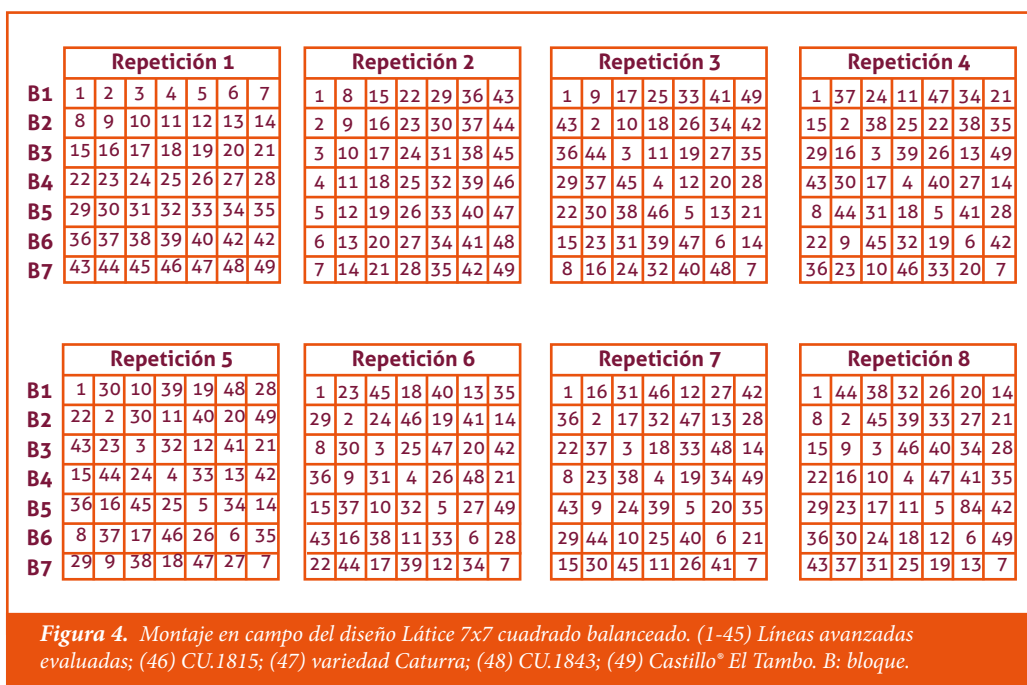 Repetición 1 Repetición 2 Repetición 3 Repetición 4
B1 1 2 3 4 5 6 7 1 8 15 22 29 36 43 1 9 17 25 33 41 49 1 37 24 11 47 34 21
B2 8 9 10 11 12 13 14 2 9 16 23 30 37 44 43 2 10 18 26 34 42 15 2 38 25 22 38 35
B3 15 16 17 18 19 20 21 3 10 17 24 31 38 45 36 44 3 11 19 27 35 29 16 3 39 26 13 49
B4 22 23 24 25 26 27 28 4 11 18 25 32 39 46 29 37 45 4 12 20 28 43 30 17 4 40 27 14
B5 29 30 31 32 33 34 35 5 12 19 26 33 40 47 22 30 38 46 5 13 21 8 44 31 18 5 41 28
B6 36 37 38 39 40 42 42 6 13 20 27 34 41 48 15 23 31 39 47 6 14 22 9 45 32 19 6 42
B7 43 44 45 46 47 48 49 7 14 21 28 35 42 49 8 16 24 32 40 48 7 36 23 10 46 33 20 7
Repetición 5 Repetición 6 Repetición 7 Repetición 8
B1 1 30 10 39 19 48 28 1 23 45 18 40 13 35 1 16 31 46 12 27 42 1 44 38 32 26 20 14
B2 22 2 30 11 40 20 49 29 2 24 46 19 41 14 36 2 17 32 47 13 28 8 2 45 39 33 27 21
B3 43 23 3 32 12 41 21 8 30 3 25 47 20 42 22 37 3 18 33 48 14 15 9 3 46 40 34 28
B4 15 44 24 4 33 13 42 36 9 31 4 26 48 21 8 23 38 4 19 34 49 22 16 10 4 47 41 35
B5 36 16 45 25 5 34 14 15 37 10 32 5 27 49 43 9 24 39 5 20 35 29 23 17 11 5 84 42
B6 8 37 17 46 26 6 35 43 16 38 11 33 6 28 29 44 10 25 40 6 21 36 30 24 18 12 6 49
B7 29 9 38 18 47 27 7 22 44 17 39 12 34 7 15 30 45 11 26 41 7 43 37 31 25 19 13 7
Figura 4. Montaje en campo del diseño Látice 7x7 cuadrado balanceado. (1-45) Líneas avanzadas
evaluadas; (46) CU.1815; (47) variedad Caturra; (48) CU.1843; (49) Castillo® El Tambo. B: bloque.